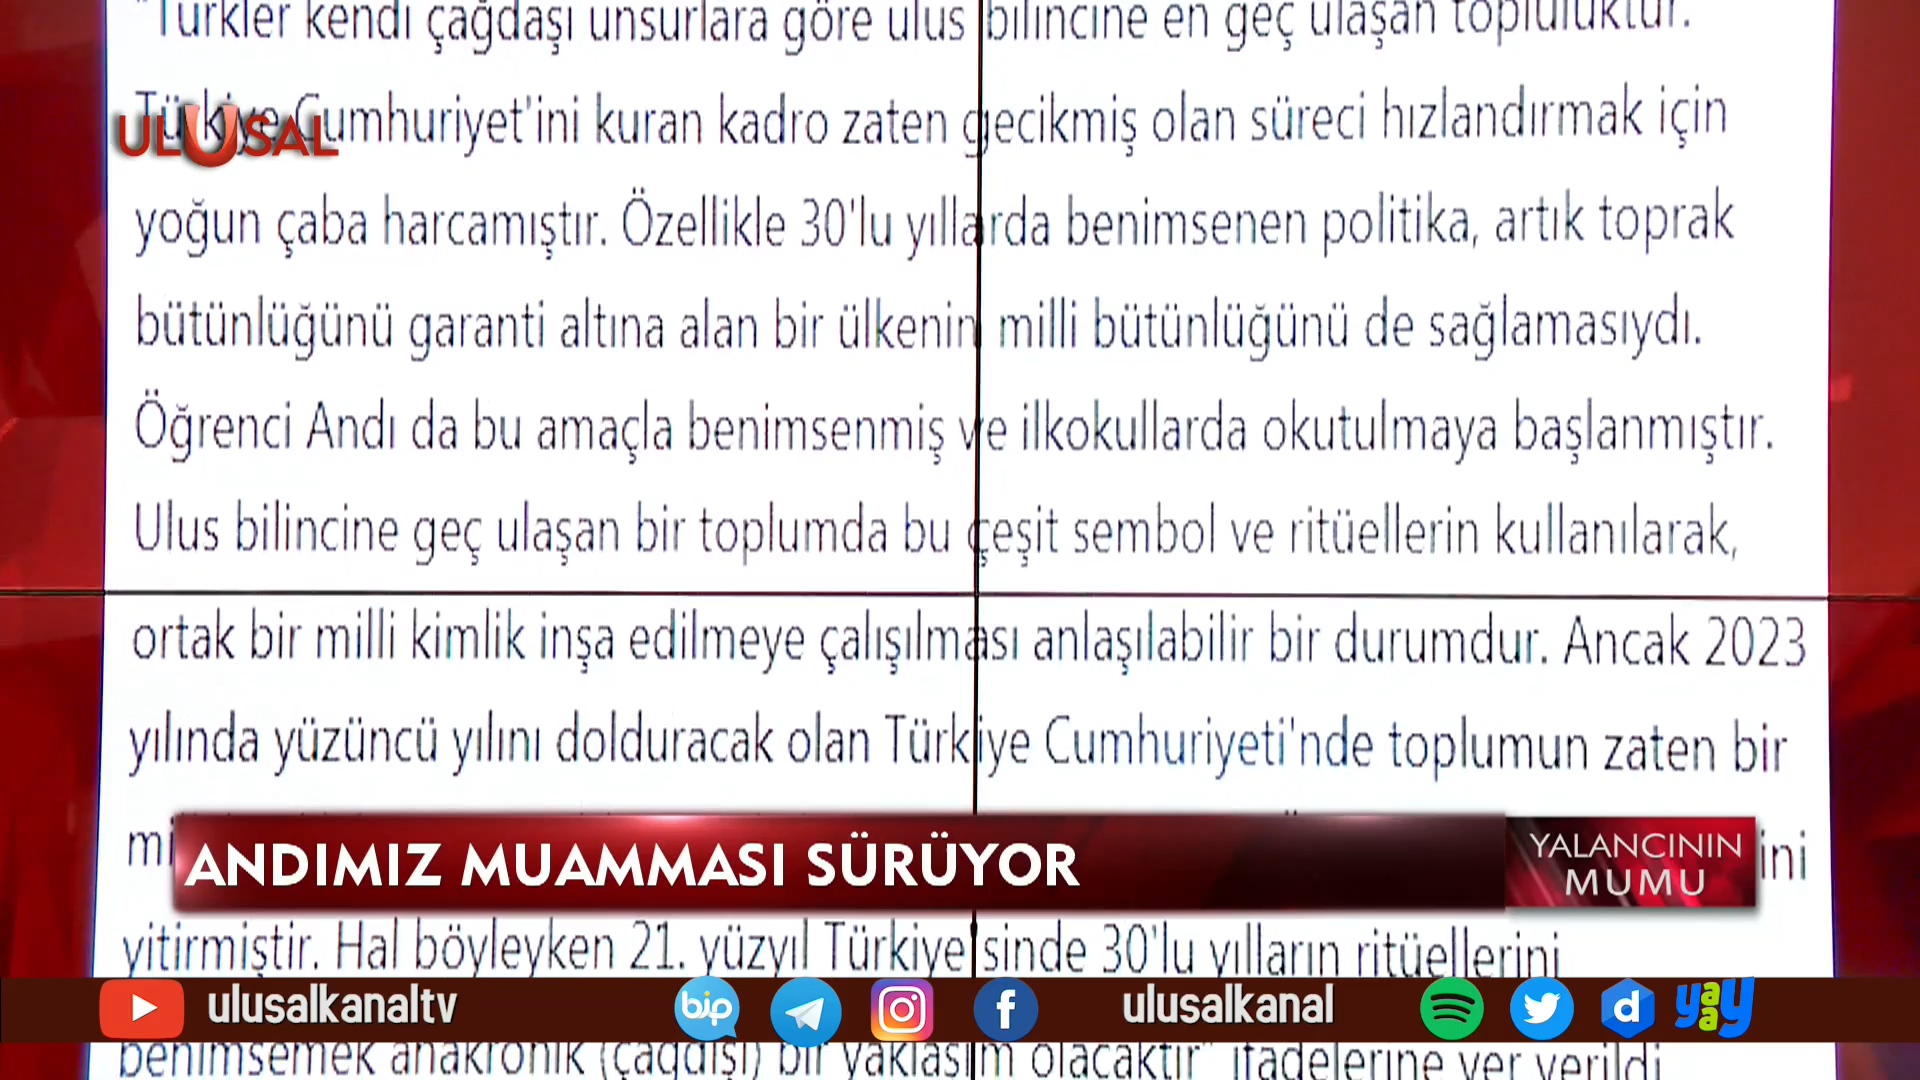 "Türkler kendi çağdaşı unsurlara göre ulus bilincine en geç ulaşan topluluktur.
Türkiye Cumhuriyet'ini kuran kadro zaten gecikmiş olan süreci hızlandırmak için
ULUSAL
yoğun çaba harcamıştır. Özellikle 30'lu yıllarda benimsenen politika, artık toprak
bütünlüğünü garanti altına alan bir ülkenin milli bütünlüğünü de sağlamasıydı.
Öğrenci Andı da bu amaçla benimsenmiş ve ilkokullarda okutulmaya başlanmıştır.
Ulus bilincine geç ulaşan bir toplumda bu çeşit sembol ve ritüellerin kullanılarak,
ortak bir milli kimlik inşa edilmeye çalışılması anlaşılabilir bir durumdur. Ancak 2023
yılında yüzüncü yılını dolduracak olan Türkiye Cumhuriyeti'nde toplumun zaten bir
ANDIMIZ MUAMMASI SÜRÜYOR
YALANCININ
MUMU
yitirmiştir. Hal böyleyken 21. yüzyıl Türkiye'sinde 30'lu yılların ritüellerini
ulusalkanaltv
bip
ulusalkanal
d
yaay
benimsemek anakronik (çağdışı) bir yaklaşım olacaktır" ifadelerine yer verildi.